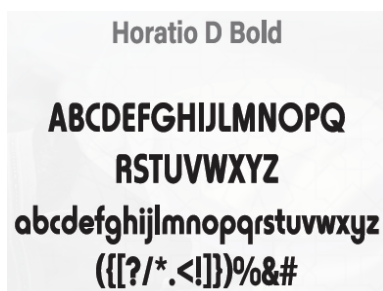 Horatio D Bold
ABCDEFGHIJLMNOPQ
RSTUVWXYZ
abcdefghijlmnopqrstuvwxyz
({[?/*.<!]})%&#